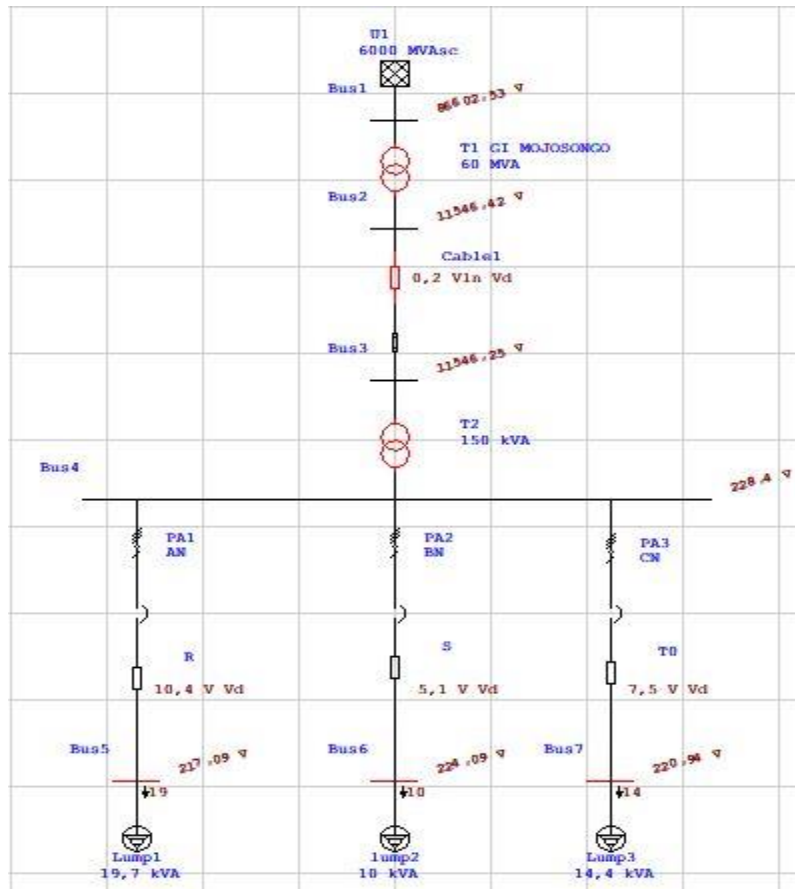 U1
6000 MVAsc
Bus1
86602,53 V
T1 GI MOJOSONGO
60 MVA
Bus2
11546,42 V
Cable1
0,2 Vln Vd
Bus3
11546,25 V
T2
150 kVA
Bus4
228,4 V
PA1
AN
PA2
BN
PA3
CN
R
S
T0
10,4 V Vd
5,1 V Vd
7,5 V Vd
Bus5
217,09 V
Bus6
224,09 V
Bus7
220,94 V
19
10
14
Lump1
19,7 kVA
lump2
10 kVA
Lump3
14,4 kVA